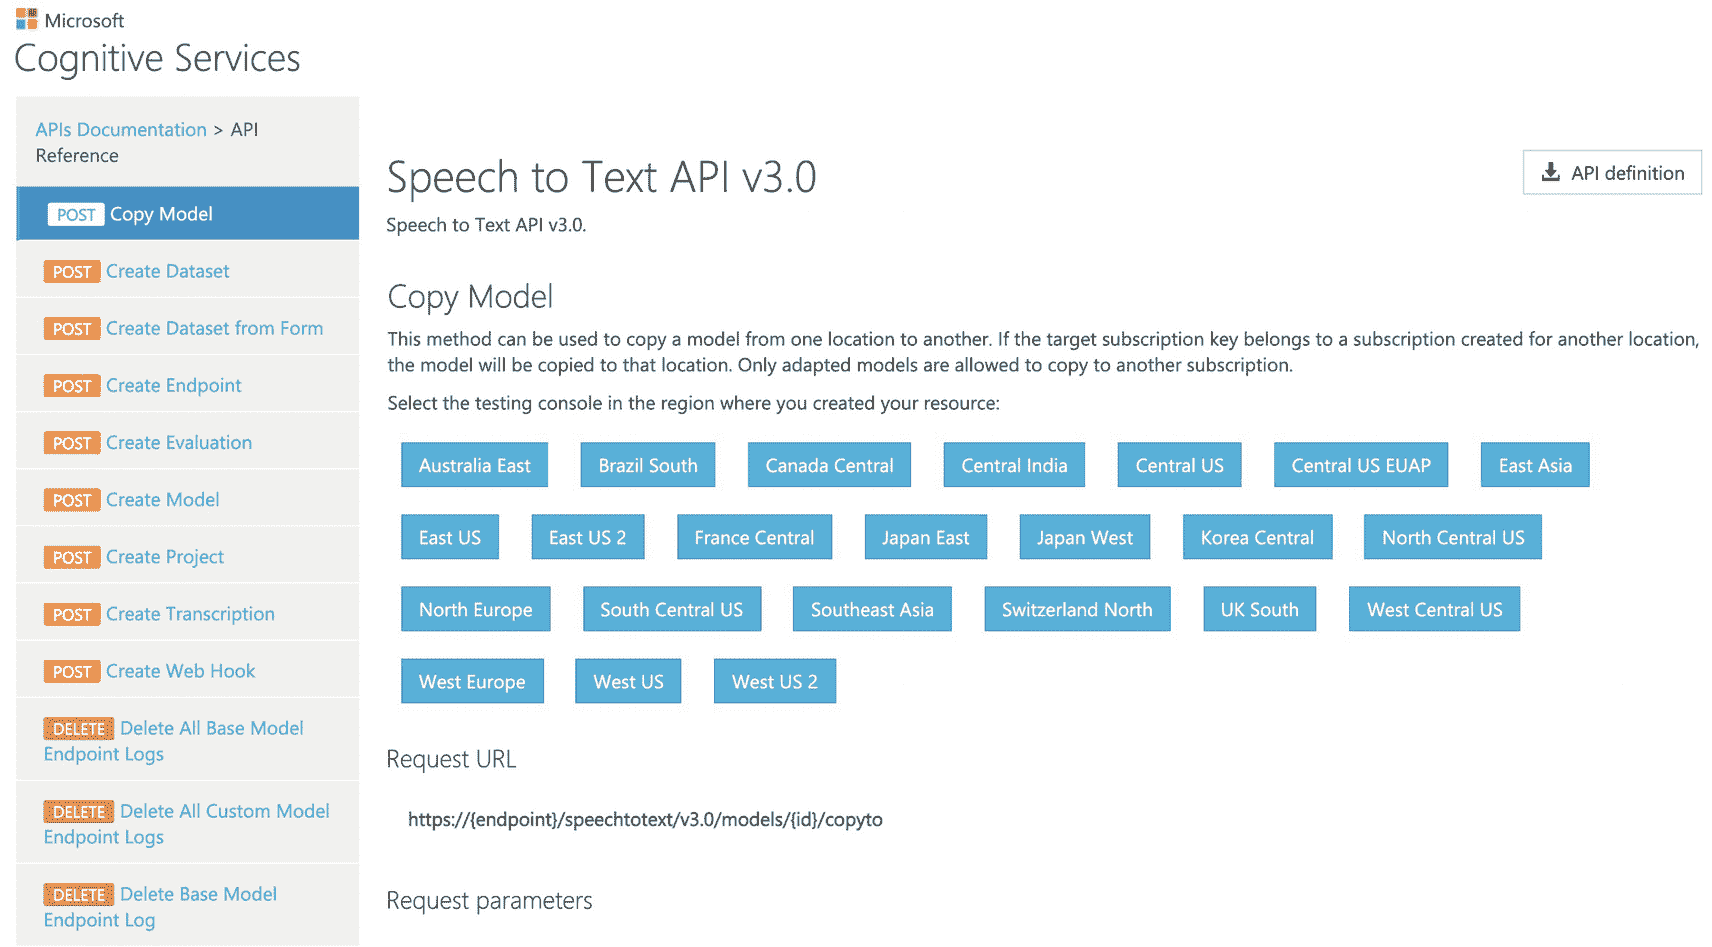 Microsoft
Cognitive Services
APIs Documentation > API
Reference
POST Copy Model
POST Create Dataset
POST Create Dataset from Form
POST Create Endpoint
POST Create Evaluation
POST Create Model
POST Create Project
POST Create Transcription
POST Create Web Hook
DELETE Delete All Base Model
Endpoint Logs
DELETE Delete All Custom Model
Endpoint Logs
DELETE Delete Base Model
Endpoint Log
Speech to Text API v3.0
API definition
Speech to Text API v3.0.
Copy Model
This method can be used to copy a model from one location to another. If the target subscription key belongs to a subscription created for another location,
the model will be copied to that location. Only adapted models are allowed to copy to another subscription.
Select the testing console in the region where you created your resource:
Australia East Brazil South Canada Central Central India Central US Central US EUAP East Asia
East US East US 2 France Central Japan East Japan West Korea Central North Central US
North Europe South Central US Southeast Asia Switzerland North UK South West Central US
West Europe West US West US 2
Request URL
https://{endpoint}/speechtotext/v3.0/models/{id}/copyto
Request parameters